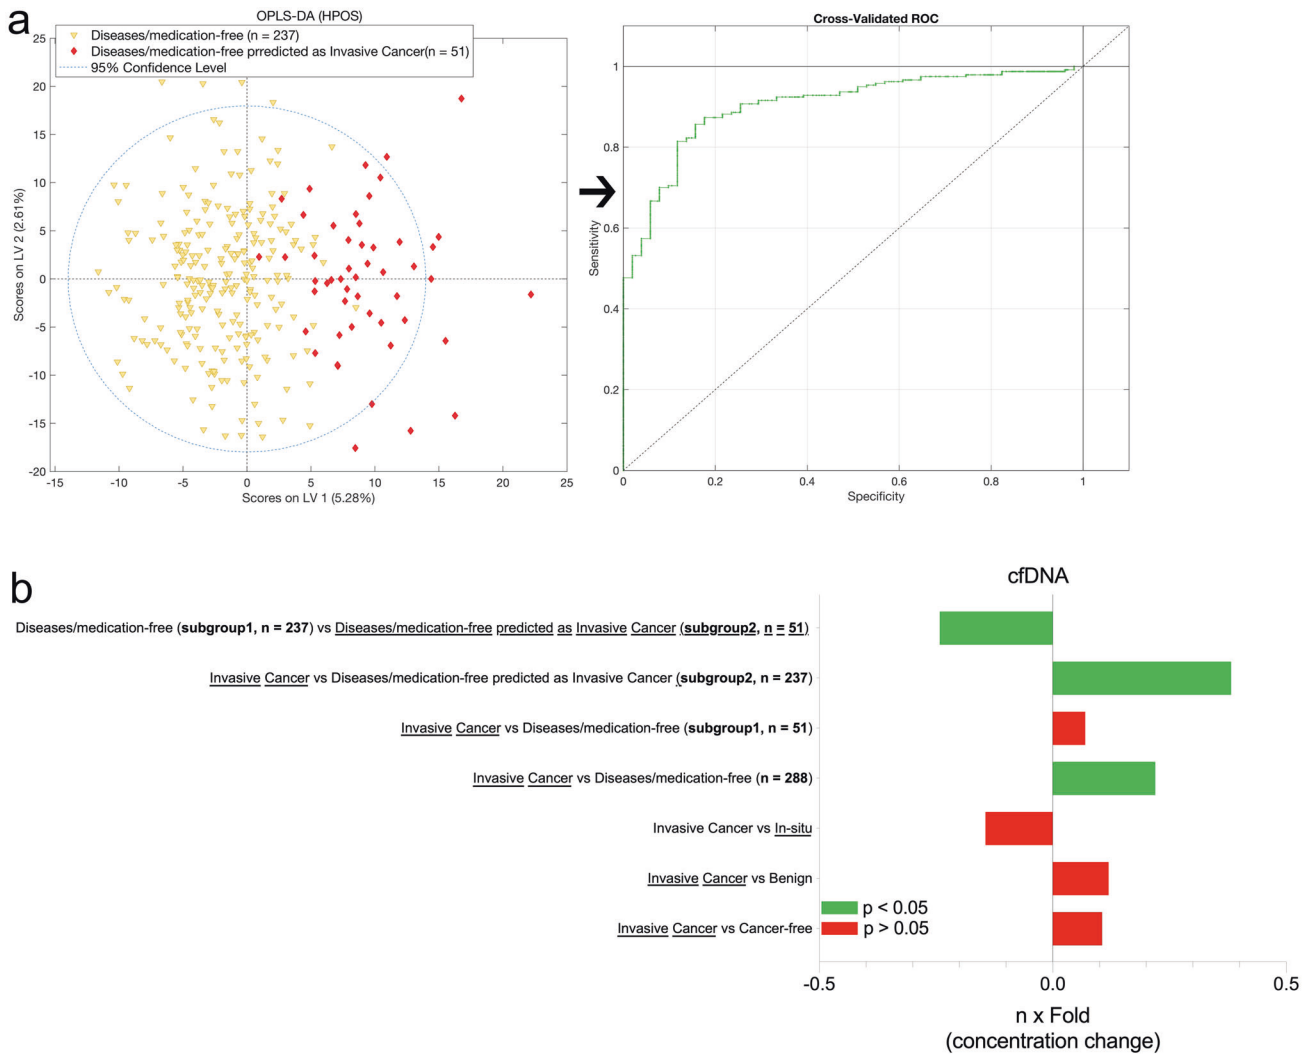 a
OPLS-DA (HPOS)
Diseases/medication-free (n = 237)
Diseases/medication-free prredicted as Invasive Cancer(n = 51)
95% Confidence Level
25
20
15
10
5
0
-5
-10
-15
-20
Scores on LV 2 (2.61%)
-15
-10
-5
0
5
10
15
20
25
Scores on LV 1 (5.28%)
Cross-Validated ROC
1
0.8
0.6
0.4
0.2
0
Sensitivity
0
0.2
0.4
0.6
0.8
1
Specificity
b
cfDNA
Diseases/medication-free (subgroup1, n = 237) vs Diseases/medication-free predicted as Invasive Cancer (subgroup2, n = 51)
Invasive Cancer vs Diseases/medication-free predicted as Invasive Cancer (subgroup2, n = 237)
Invasive Cancer vs Diseases/medication-free (subgroup1, n = 51)
Invasive Cancer vs Diseases/medication-free (n = 288)
Invasive Cancer vs In-situ
Invasive Cancer vs Benign
Invasive Cancer vs Cancer-free
p < 0.05
p > 0.05
-0.5
0.0
0.5
n x Fold
(concentration change)